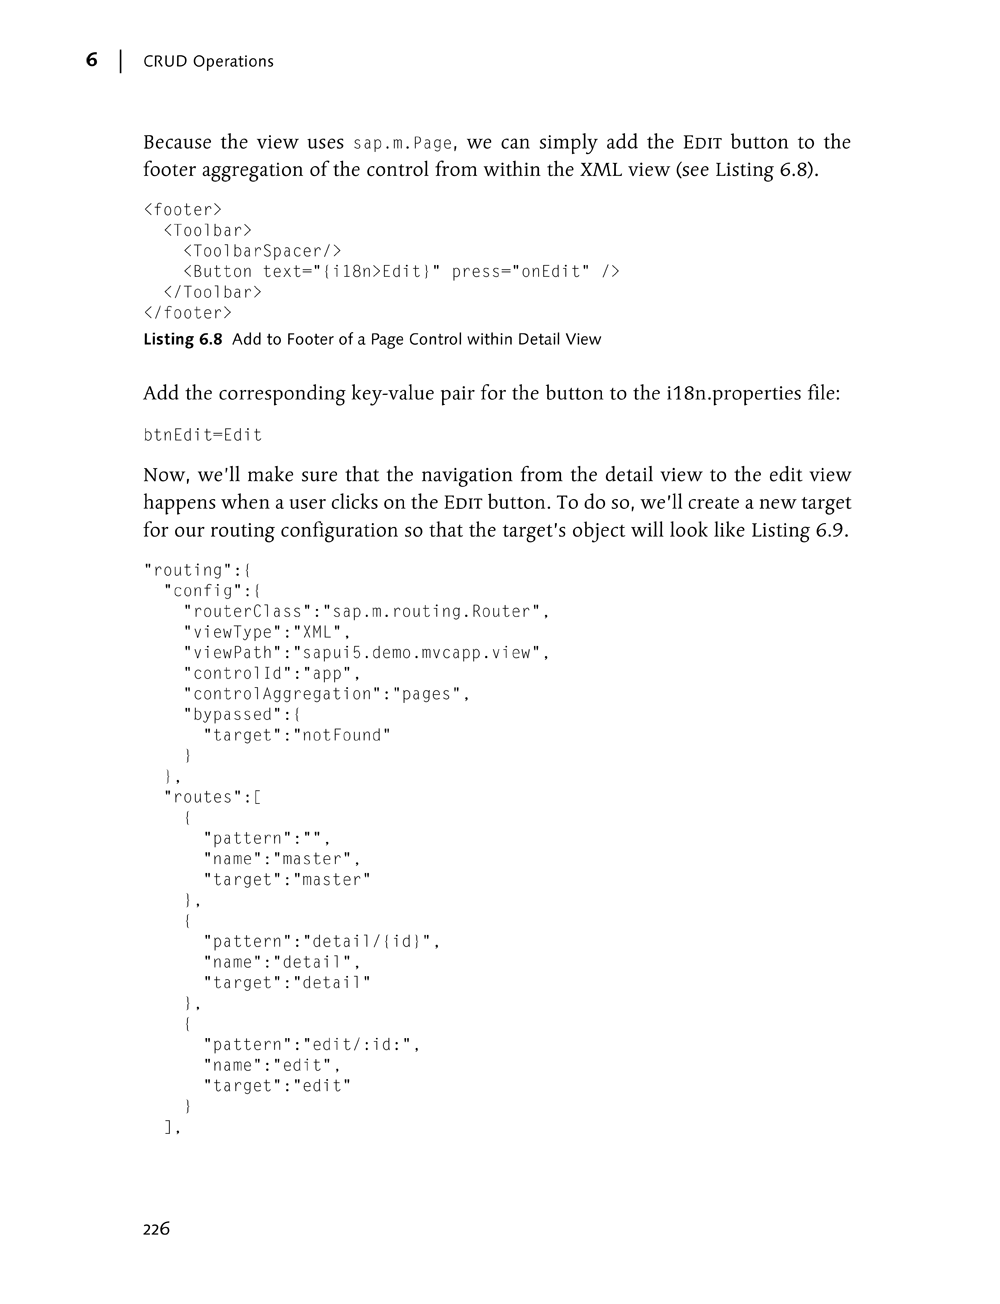 6 | CRUD Operations
Because the view uses sap.m.Page, we can simply add the EDIT button to the
footer aggregation of the control from within the XML view (see Listing 6.8).
<footer>
  <Toolbar>
    <ToolbarSpacer/>
    <Button text="{i18n>Edit}" press="onEdit" />
  </Toolbar>
</footer>
Listing 6.8 Add to Footer of a Page Control within Detail View
Add the corresponding key-value pair for the button to the i18n.properties file:
btnEdit=Edit
Now, we'll make sure that the navigation from the detail view to the edit view
happens when a user clicks on the EDIT button. To do so, we'll create a new target
for our routing configuration so that the target's object will look like Listing 6.9.
"routing":{
  "config":{
    "routerClass":"sap.m.routing.Router",
    "viewType":"XML",
    "viewPath":"sapui5.demo.mvcapp.view",
    "controlId":"app",
    "controlAggregation":"pages",
    "bypassed":{
      "target":"notFound"
    }
  },
  "routes":[
    {
      "pattern":"",
      "name":"master",
      "target":"master"
    },
    {
      "pattern":"detail/{id}",
      "name":"detail",
      "target":"detail"
    },
    {
      "pattern":"edit/:id:",
      "name":"edit",
      "target":"edit"
    }
  ],
226